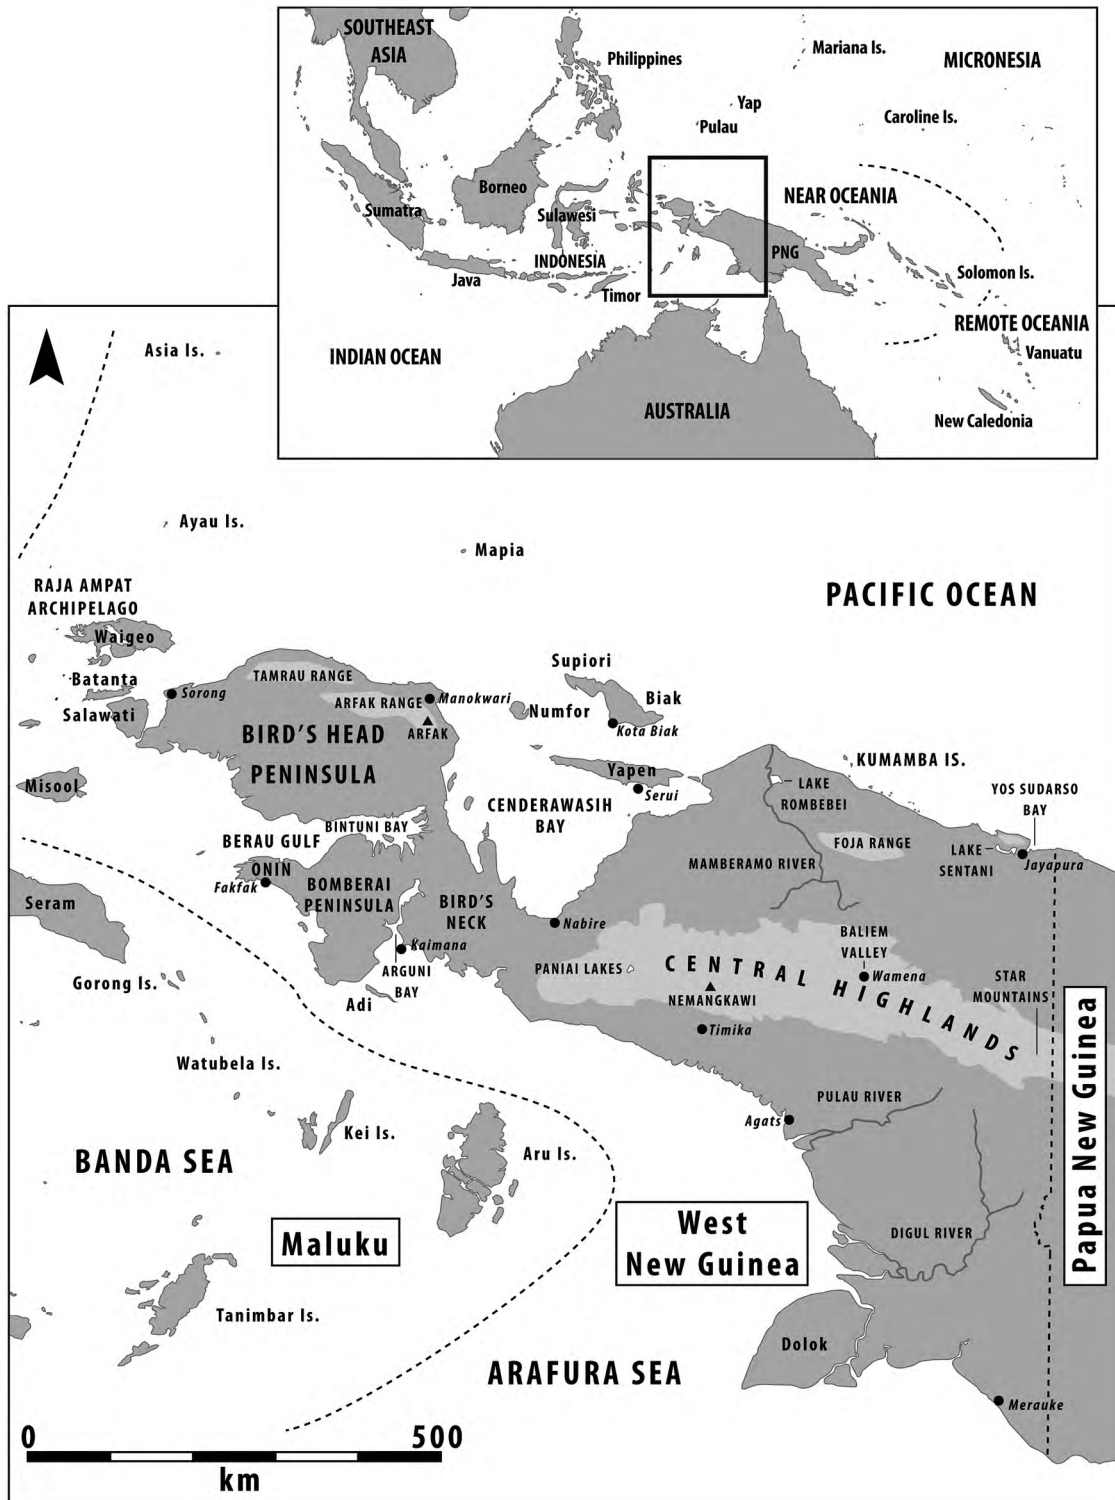 SOUTHEAST
ASIA
Philippines
Mariana Is.
MICRONESIA
Yap
Pulau
Caroline Is.
Borneo
Sumatra
Sulawesi
NEAR OCEANIA
PNG
INDONESIA
Java
Timor
Solomon Is.
REMOTE OCEANIA
Vanuatu
INDIAN OCEAN
AUSTRALIA
New Caledonia
Asia Is.
Ayau Is.
Mapia
PACIFIC OCEAN
RAJA AMPAT
ARCHIPELAGO
Waigeo
Batanta
Salawati
Sorong
TAMRAU RANGE
ARFAK RANGE
Manokwari
ARFAK
BIRD'S HEAD
PENINSULA
Supiori
Biak
Numfor
Kota Biak
Misool
Yapen
Serui
CENDERAWASIH
BAY
KUMAMBA IS.
LAKE
ROMBEBEI
YOS SUDARSO
BAY
BINTUNI BAY
BERAU GULF
FOJA RANGE
LAKE
SENTANI
Jayapura
MAMBERAMO RIVER
ONIN
Fakfak
BOMBERAI
PENINSULA
BIRD'S
NECK
Seram
Nabire
Kaimana
ARGUNI
BAY
Adi
Gorong Is.
PANIAI LAKES
CENTRAL HIGHLANDS
BALIEM
VALLEY
Wamena
NEMANGKAWI
STAR
MOUNTAINS
Timika
Watubela Is.
Kei Is.
Aru Is.
PULAU RIVER
Agats
BANDA SEA
Maluku
West
New Guinea
DIGUL RIVER
Papua New Guinea
Tanimbar Is.
Dolok
ARAFURA SEA
Merauke
0 500
km